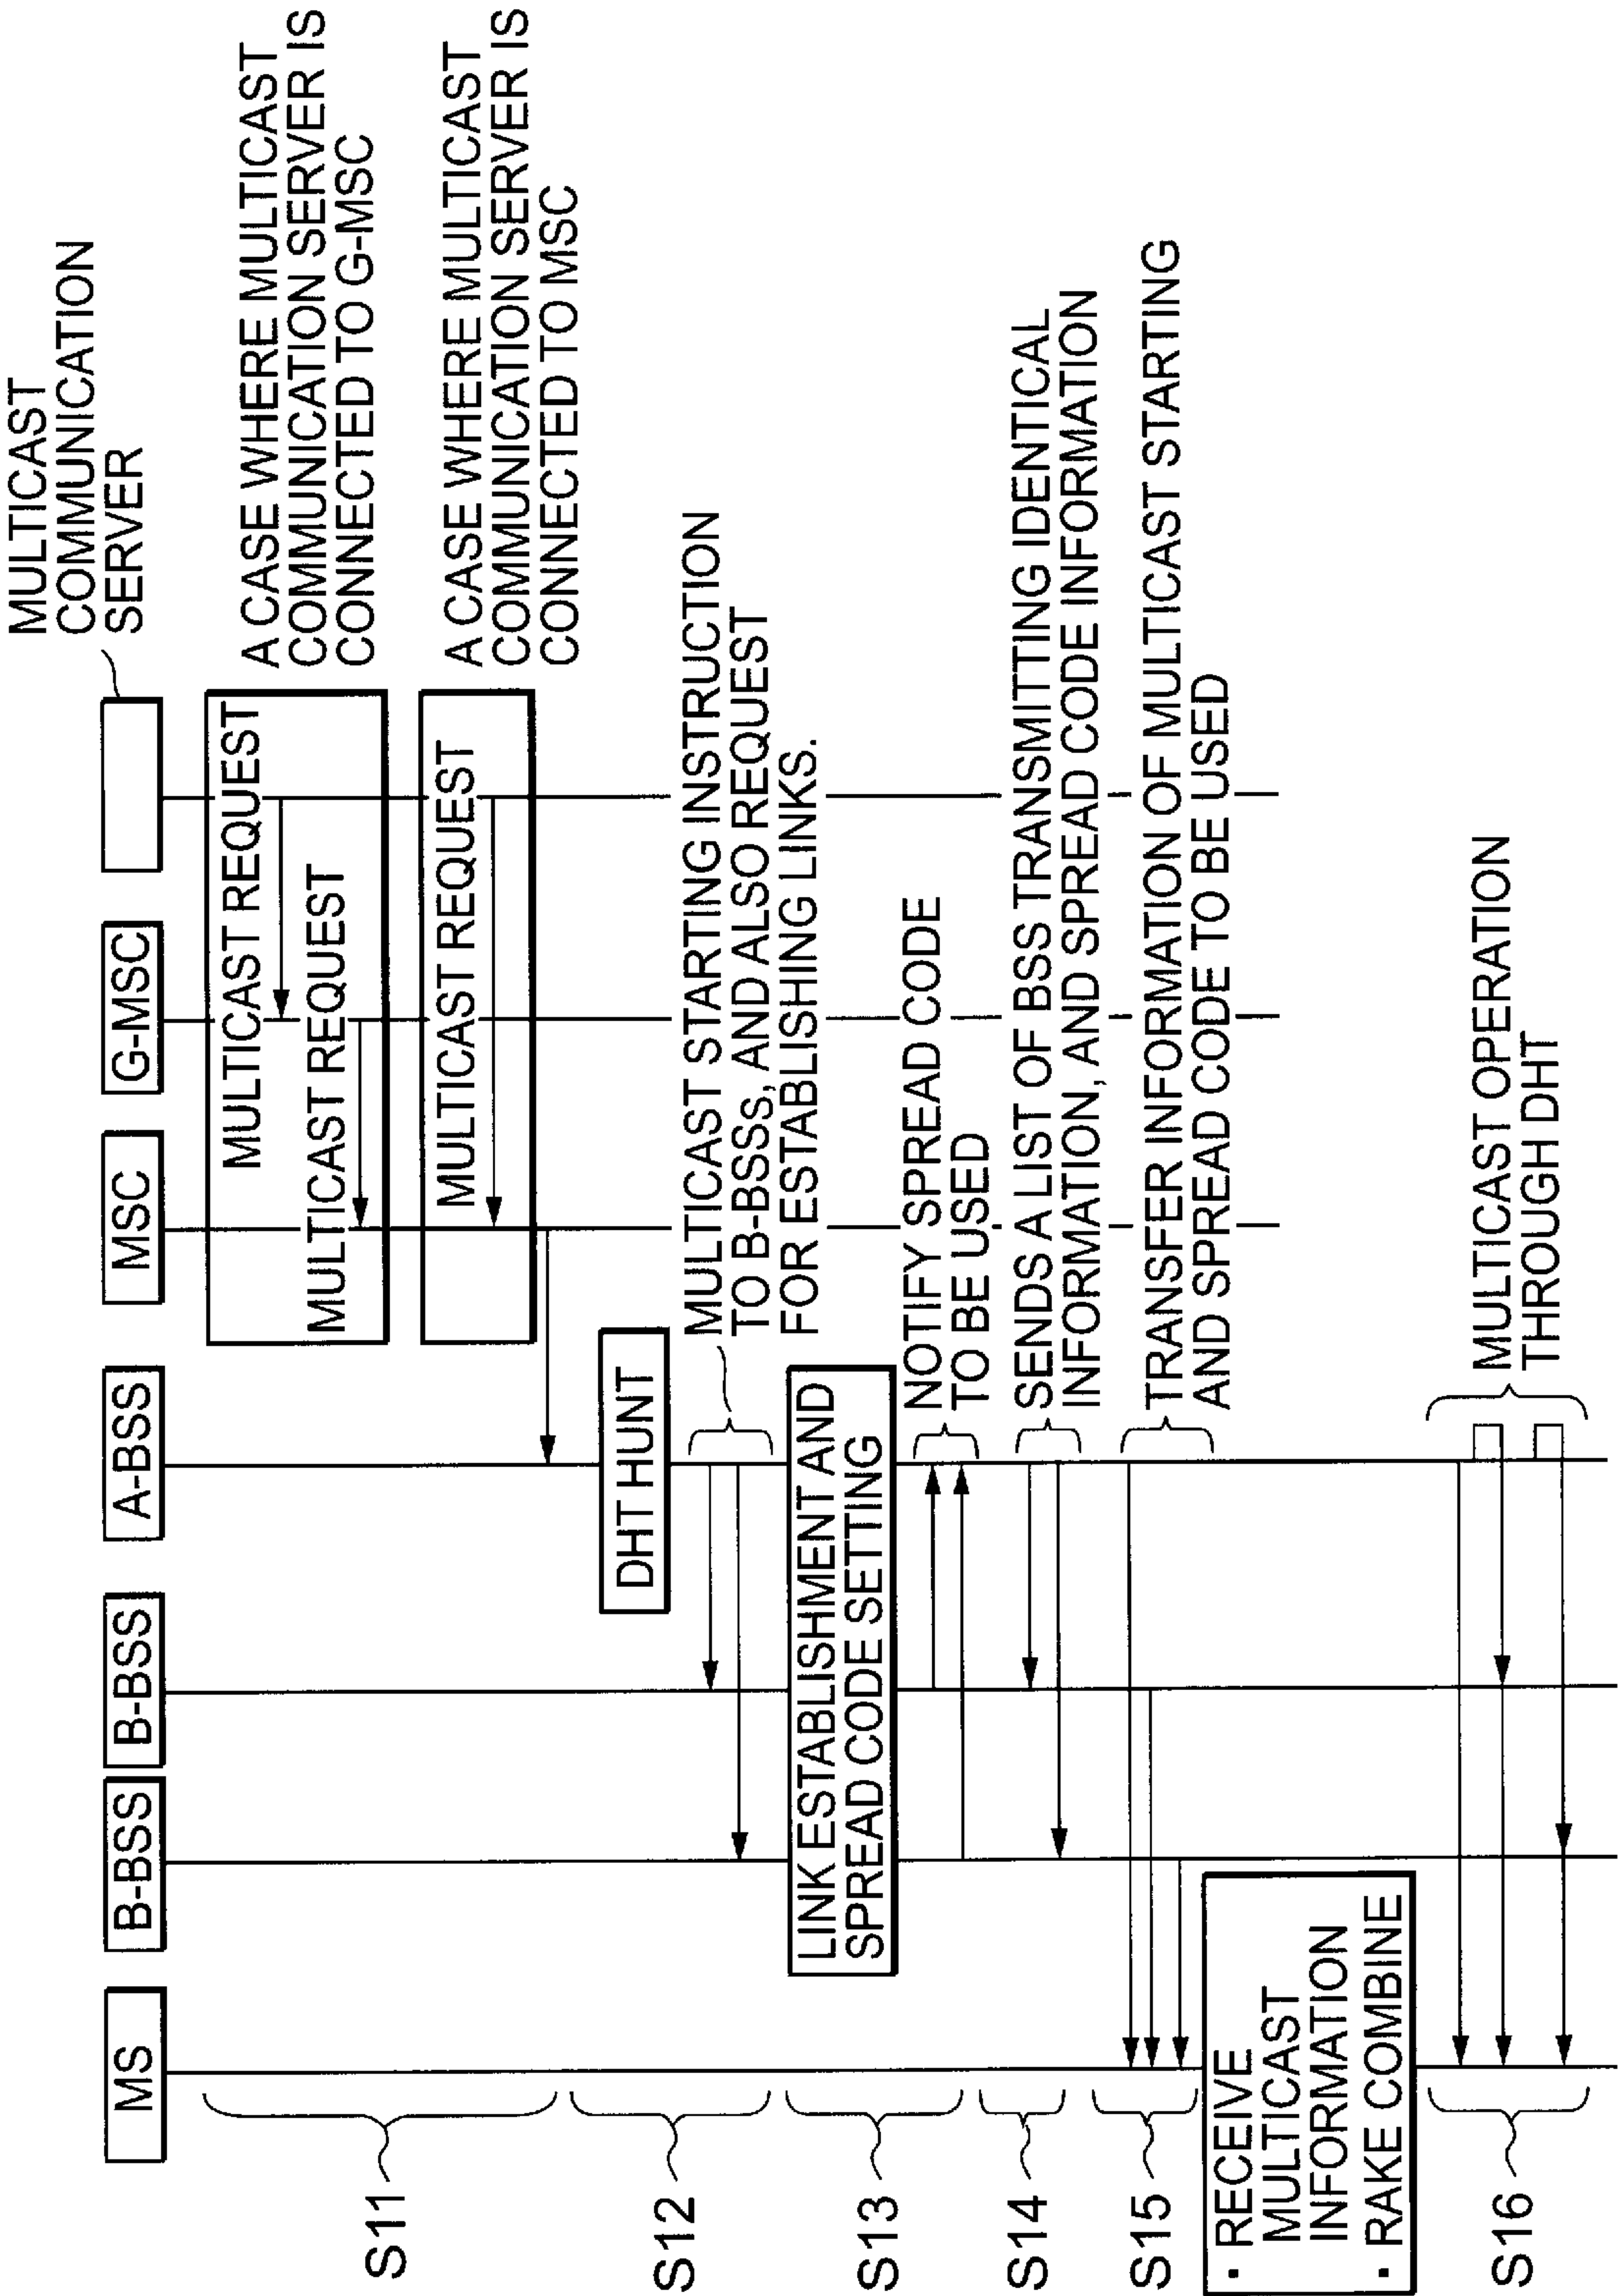 MULTICAST
COMMUNICATION
SERVER
MS
B-BSS
B-BSS
A-BSS
MSC
G-MSC
S11
MULTICAST REQUEST
MULTICAST REQUEST
A CASE WHERE MULTICAST
COMMUNICATION SERVER IS
CONNECTED TO G-MSC
MULTICAST REQUEST
A CASE WHERE MULTICAST
COMMUNICATION SERVER IS
CONNECTED TO MSC
S12
DHT HUNT
MULTICAST STARTING INSTRUCTION
TO B-BSSS, AND ALSO REQUEST
FOR ESTABLISHING LINKS.
S13
LINK ESTABLISHMENT AND
SPREAD CODE SETTING
NOTIFY SPREAD CODE
TO BE USED
S14
SENDS A LIST OF BSS TRANSMITTING IDENTICAL
INFORMATION, AND SPREAD CODE INFORMATION
S15
TRANSFER INFORMATION OF MULTICAST STARTING
AND SPREAD CODE TO BE USED
· RECEIVE
MULTICAST
INFORMATION
· RAKE COMBINE
S16
MULTICAST OPERATION
THROUGH DHT